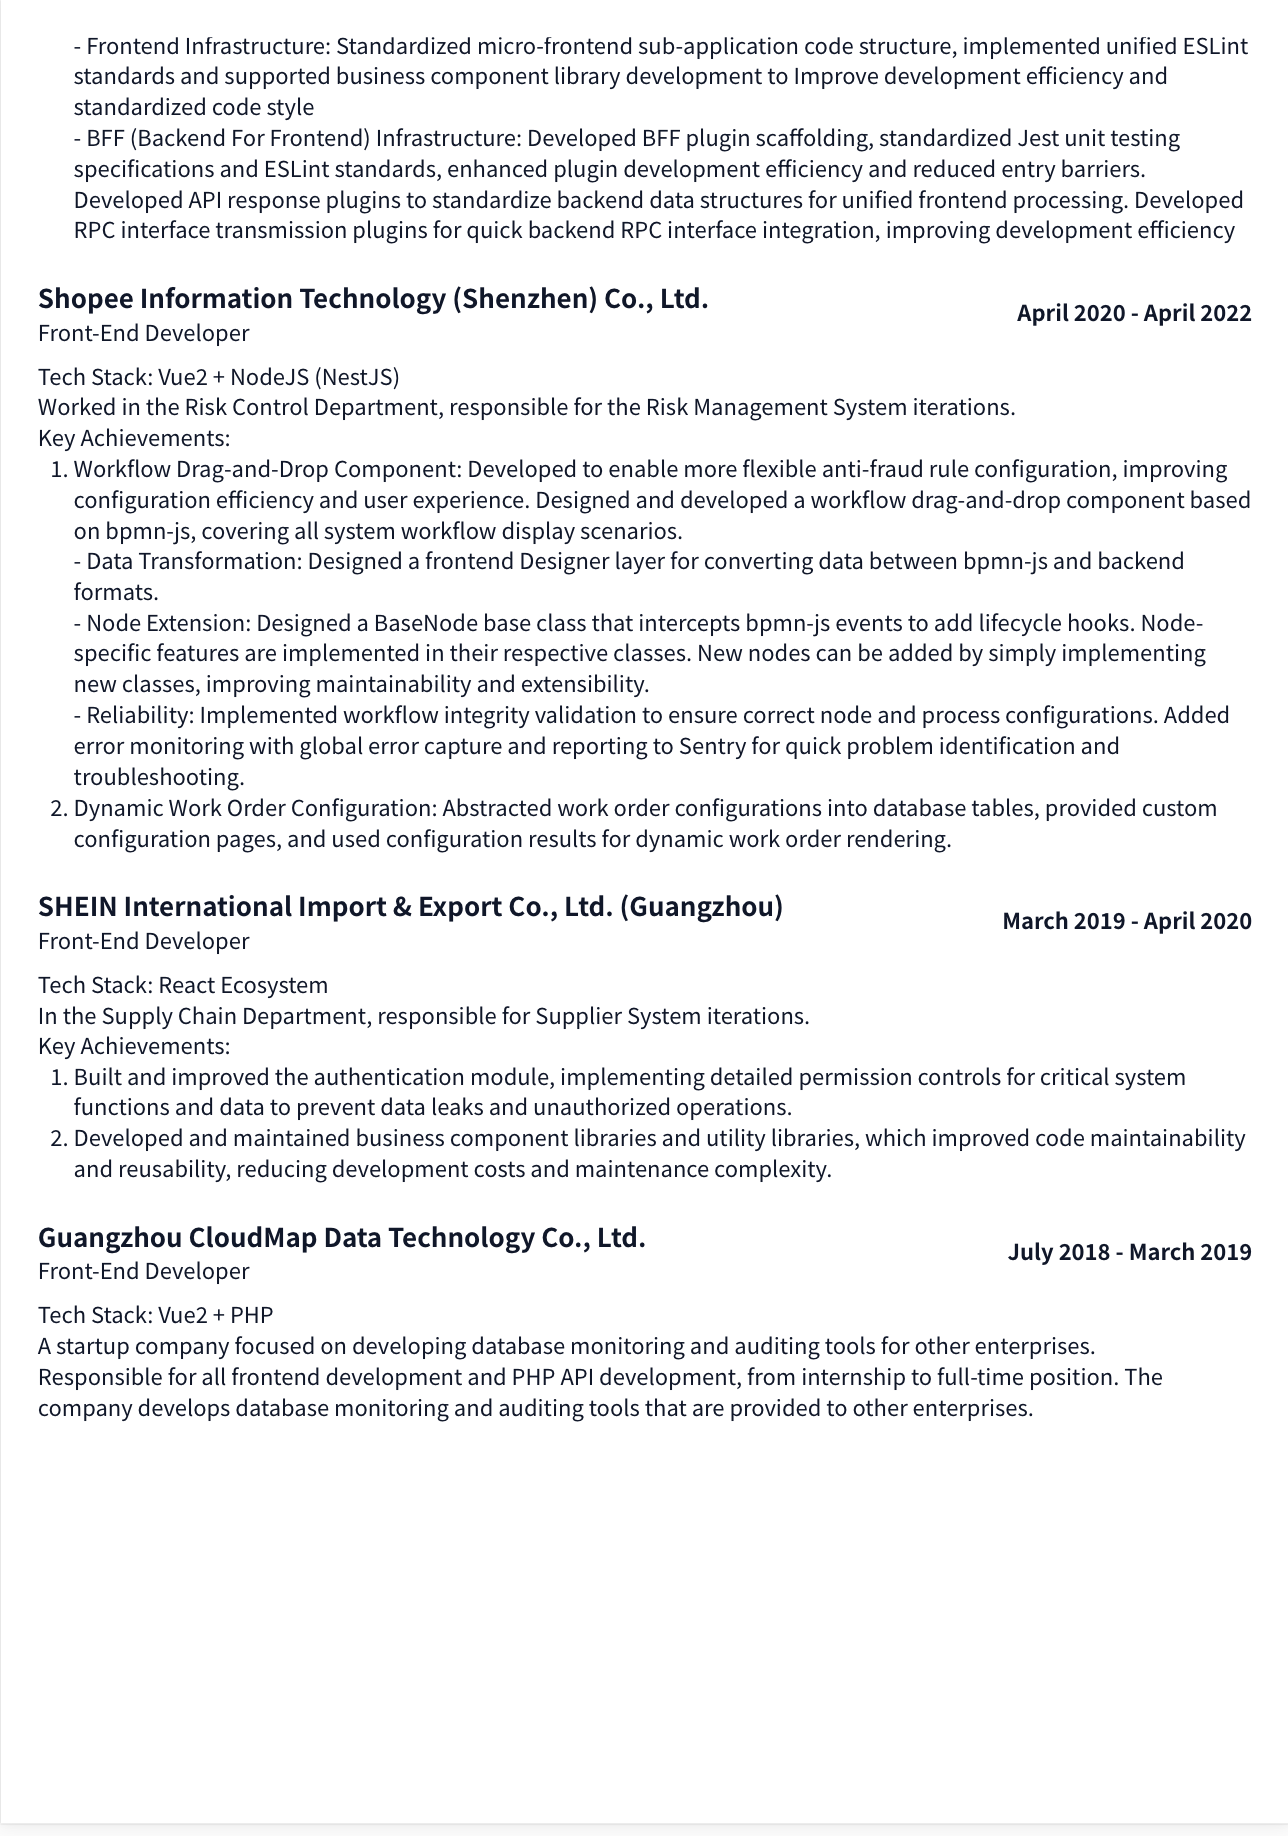 - Frontend Infrastructure: Standardized micro-frontend sub-application code structure, implemented unified ESLint
standards and supported business component library development to Improve development efficiency and
standardized code style
- BFF (Backend For Frontend) Infrastructure: Developed BFF plugin scaffolding, standardized Jest unit testing
specifications and ESLint standards, enhanced plugin development efficiency and reduced entry barriers.
Developed API response plugins to standardize backend data structures for unified frontend processing. Developed
RPC interface transmission plugins for quick backend RPC interface integration, improving development efficiency
Shopee Information Technology (Shenzhen) Co., Ltd.
April 2020 - April 2022
Front-End Developer
Tech Stack: Vue2 + NodeJS (NestJS)
Worked in the Risk Control Department, responsible for the Risk Management System iterations.
Key Achievements:
1. Workflow Drag-and-Drop Component: Developed to enable more flexible anti-fraud rule configuration, improving
configuration efficiency and user experience. Designed and developed a workflow drag-and-drop component based
on bpmn-js, covering all system workflow display scenarios.
- Data Transformation: Designed a frontend Designer layer for converting data between bpmn-js and backend
formats.
- Node Extension: Designed a BaseNode base class that intercepts bpmn-js events to add lifecycle hooks. Node-
specific features are implemented in their respective classes. New nodes can be added by simply implementing
new classes, improving maintainability and extensibility.
- Reliability: Implemented workflow integrity validation to ensure correct node and process configurations. Added
error monitoring with global error capture and reporting to Sentry for quick problem identification and
troubleshooting.
2. Dynamic Work Order Configuration: Abstracted work order configurations into database tables, provided custom
configuration pages, and used configuration results for dynamic work order rendering.
SHEIN International Import & Export Co., Ltd. (Guangzhou)
March 2019 - April 2020
Front-End Developer
Tech Stack: React Ecosystem
In the Supply Chain Department, responsible for Supplier System iterations.
Key Achievements:
1. Built and improved the authentication module, implementing detailed permission controls for critical system
functions and data to prevent data leaks and unauthorized operations.
2. Developed and maintained business component libraries and utility libraries, which improved code maintainability
and reusability, reducing development costs and maintenance complexity.
Guangzhou CloudMap Data Technology Co., Ltd.
July 2018 - March 2019
Front-End Developer
Tech Stack: Vue2 + PHP
A startup company focused on developing database monitoring and auditing tools for other enterprises.
Responsible for all frontend development and PHP API development, from internship to full-time position. The
company develops database monitoring and auditing tools that are provided to other enterprises.